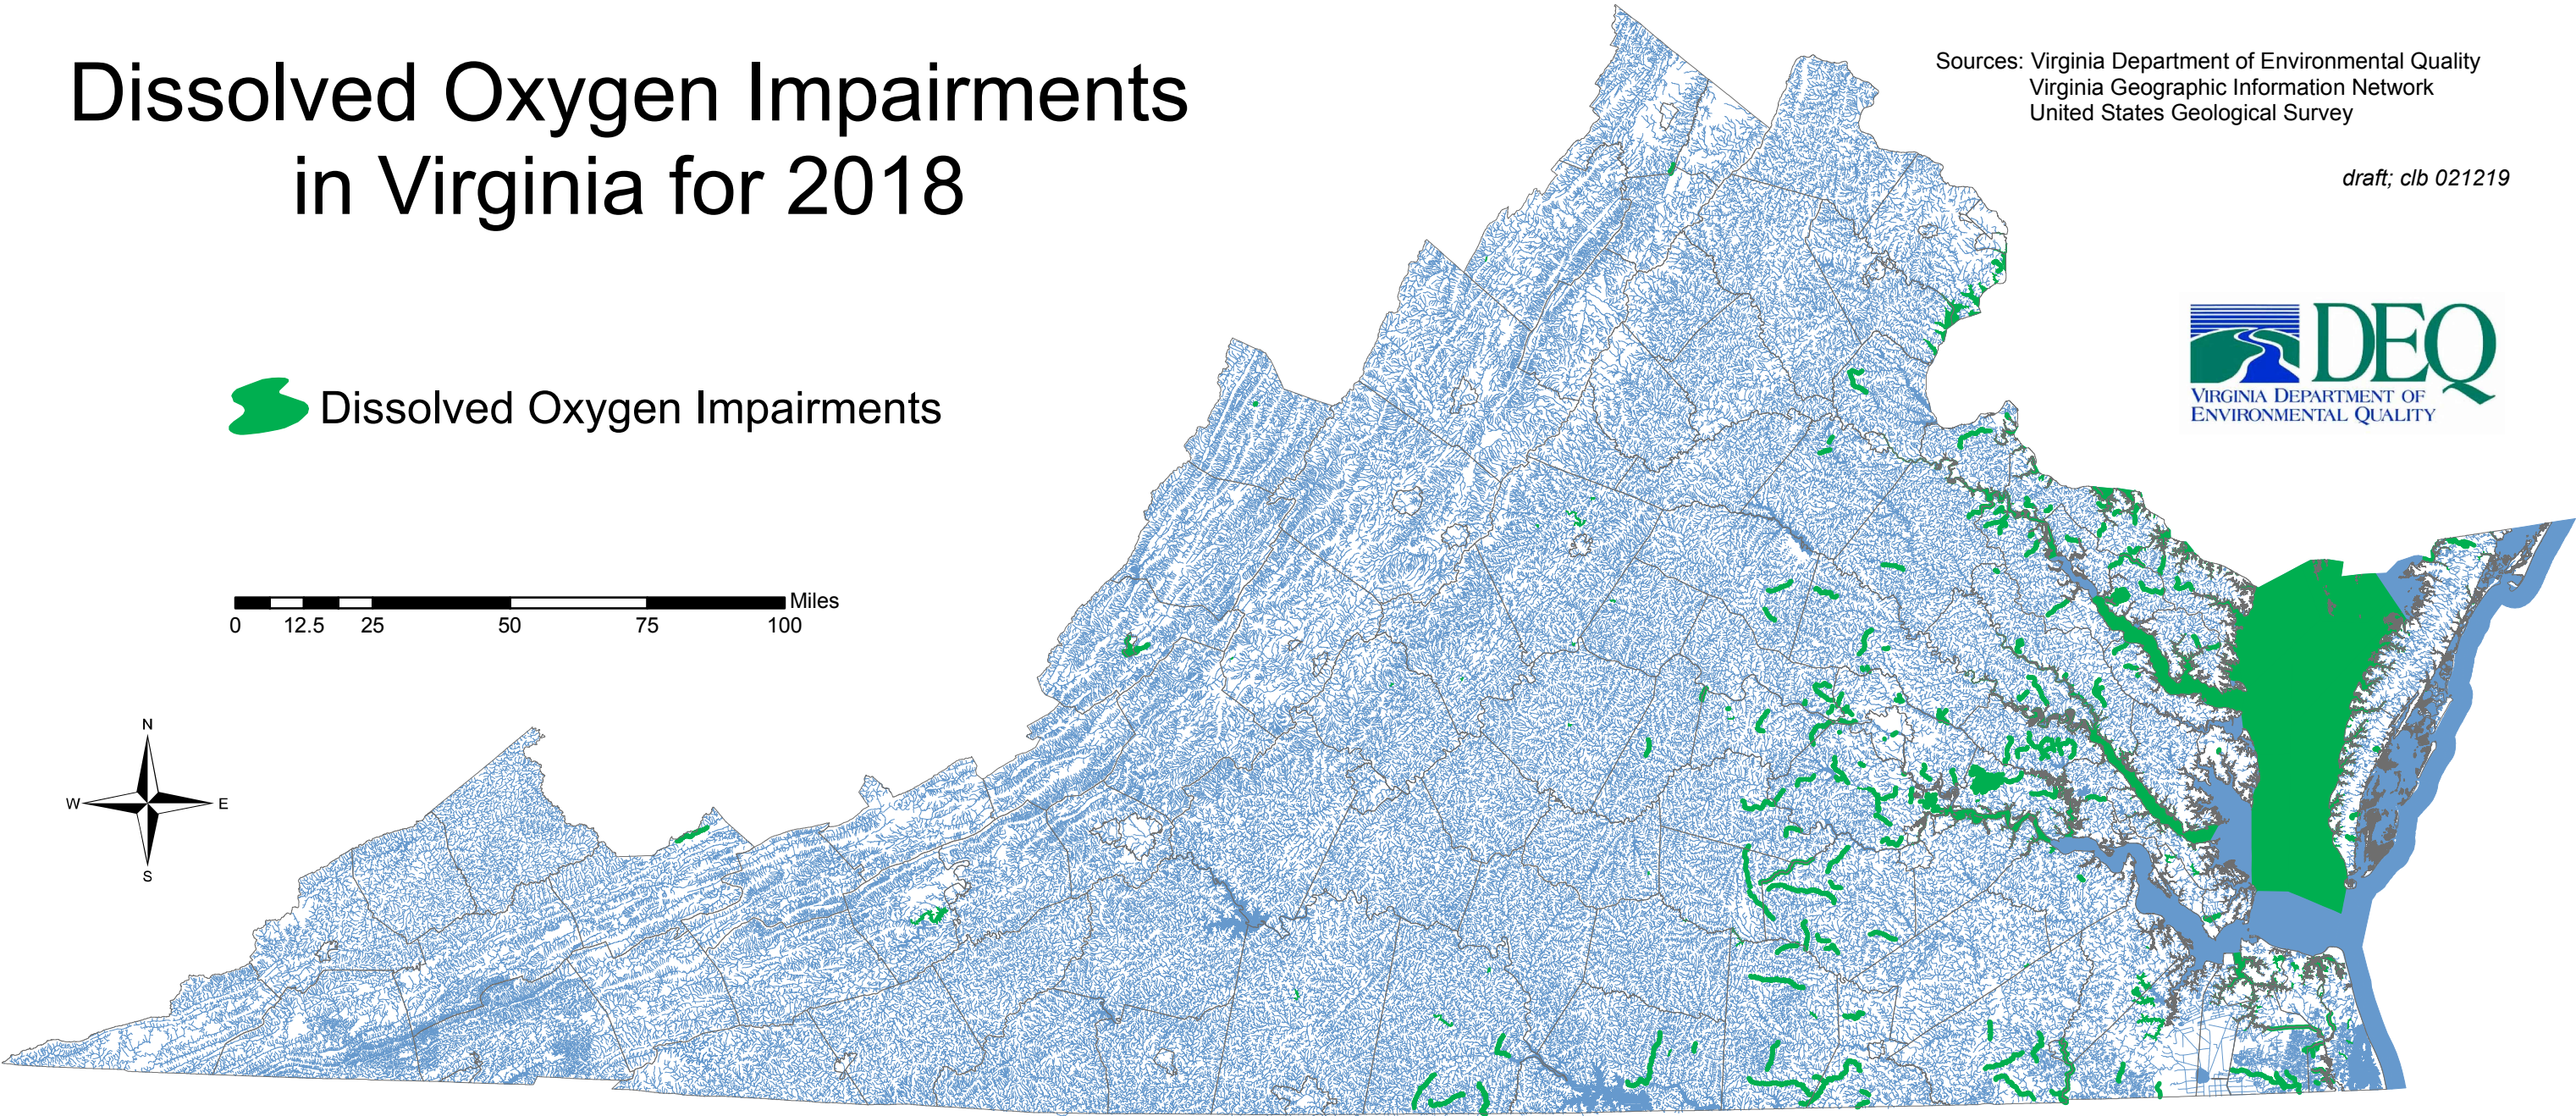 Dissolved Oxygen Impairments
in Virginia for 2018
Sources: Virginia Department of Environmental Quality
Virginia Geographic Information Network
United States Geological Survey
draft; clb 021219
DEQ
VIRGINIA DEPARTMENT OF
ENVIRONMENTAL QUALITY
Dissolved Oxygen Impairments
Miles
0 12.5 25 50 75 100
N
W E
S